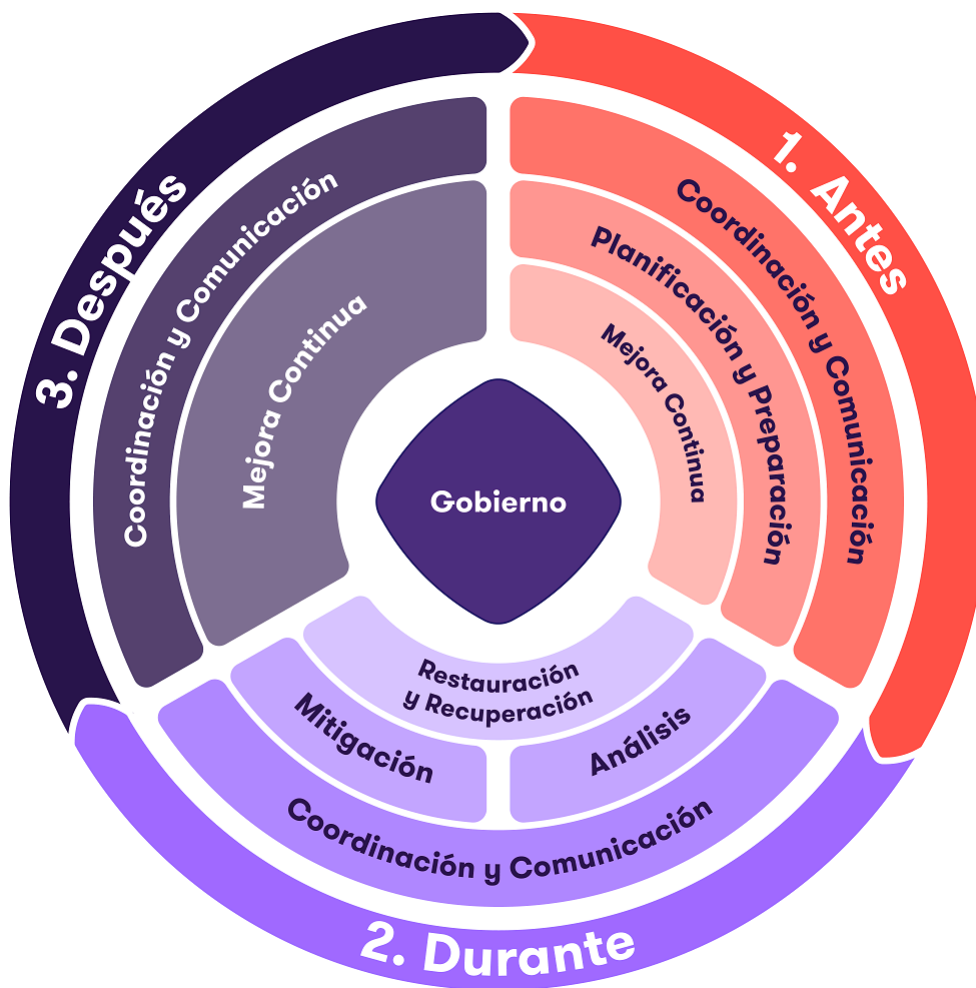 1. Antes
Coordinación y Comunicación
Planificación y Preparación
Mejora Continua
2. Durante
Coordinación y Comunicación
Análisis
Mitigación
Restauración
y Recuperación
3. Después
Coordinación y Comunicación
Mejora Continua
Gobierno